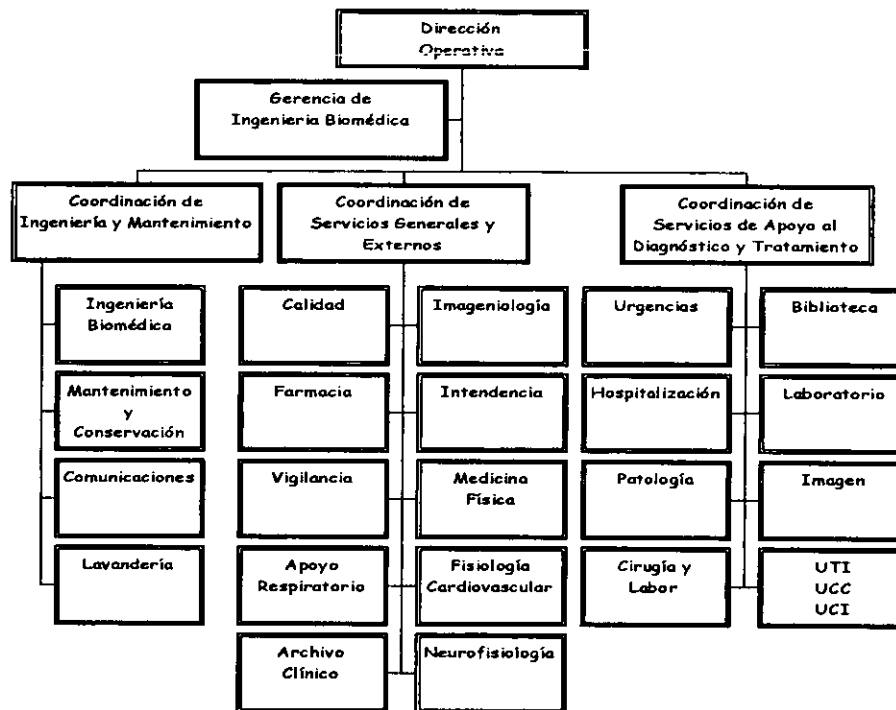 Dirección
Operativa
Gerencia de
Ingenieria Biomédica
Coordinación de
Ingeniería y Mantenimiento
Coordinación de
Servicios Generales y
Externos
Coordinación de
Servicios de Apoyo al
Diagnóstico y Tratamiento
Ingeniería
Biomédica
Mantenimiento
y
Conservación
Comunicaciones
Lavandería
Calidad
Imageniología
Farmacia
Intendencia
Vigilancia
Medicina
Física
Apoyo
Respiratorio
Fisiología
Cardiovascular
Archivo
Clínico
Neurofisiología
Urgencias
Biblioteca
Hospitalización
Laboratorio
Patología
Imagen
Cirugía y
Labor
UTI
UCC
UCI